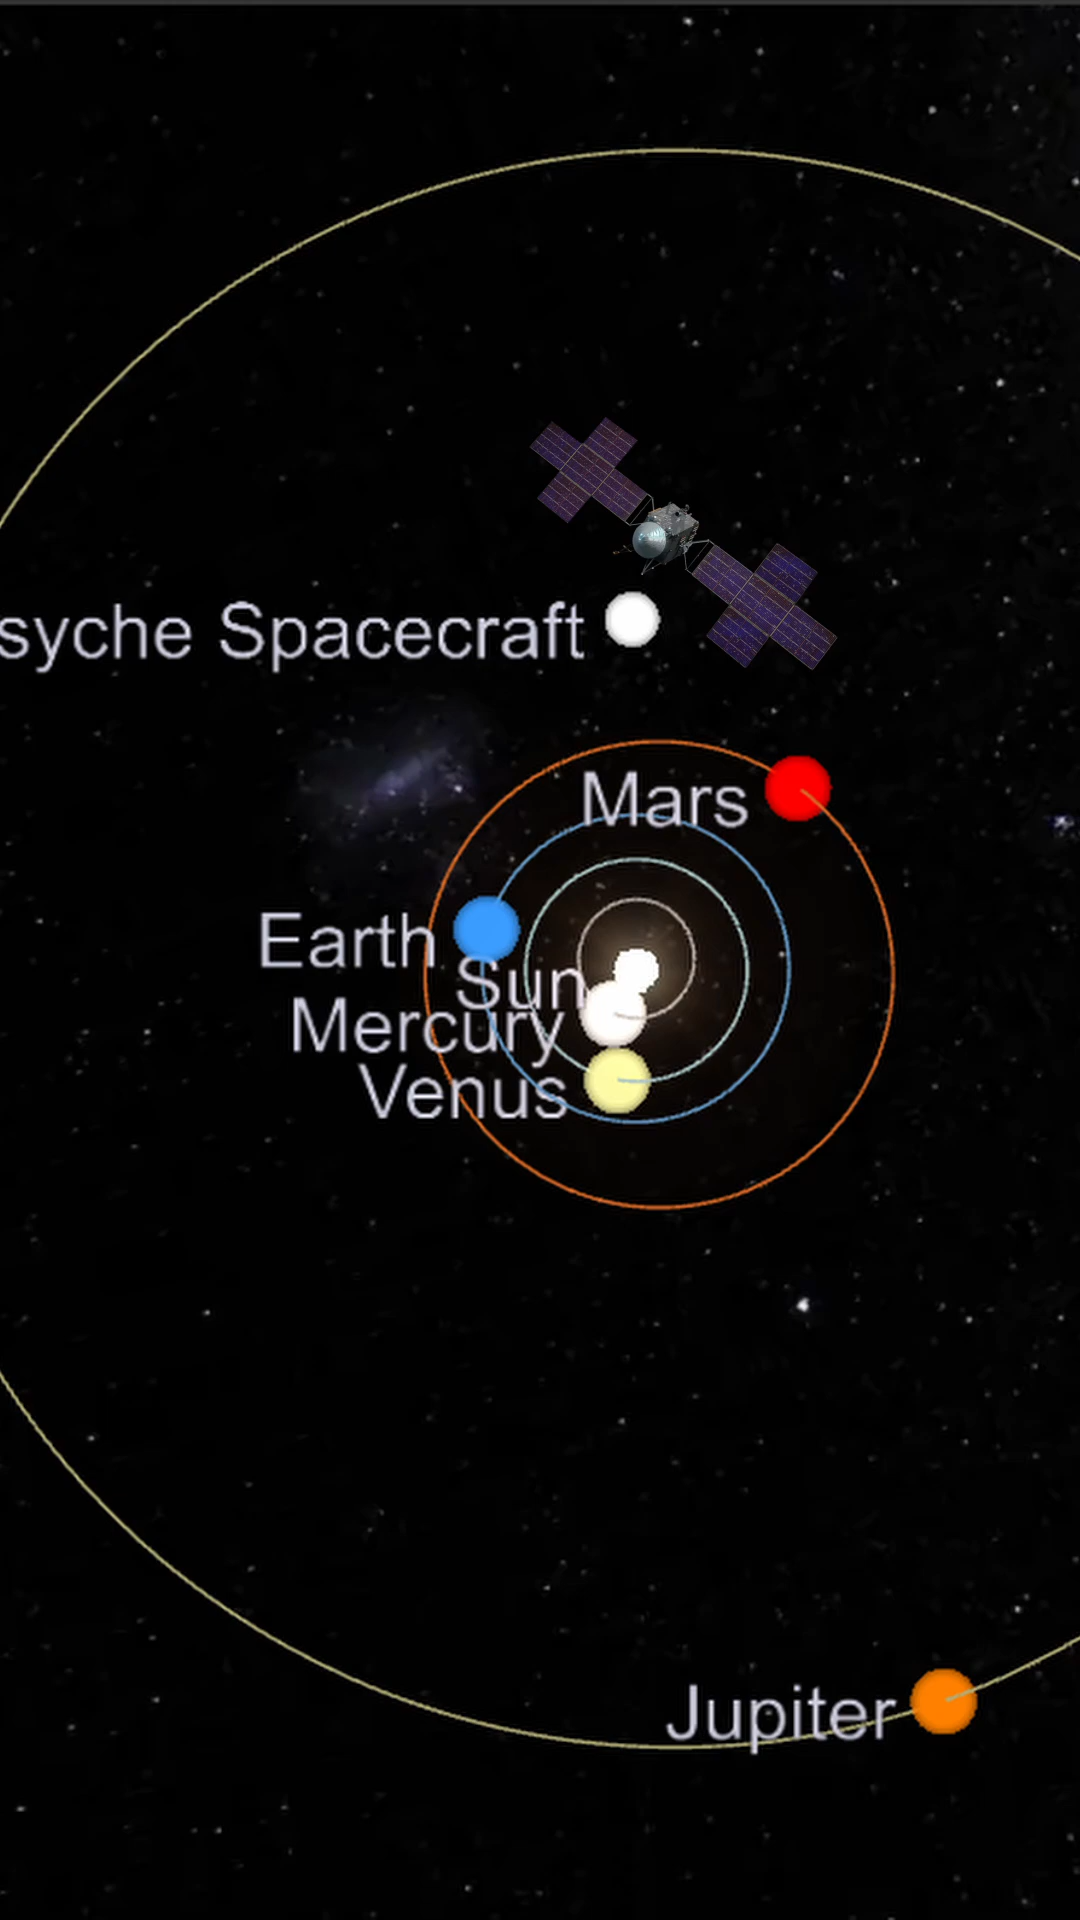 syche Spacecraft
Mars
Earth
Sun
Mercury
Venus
Jupiter